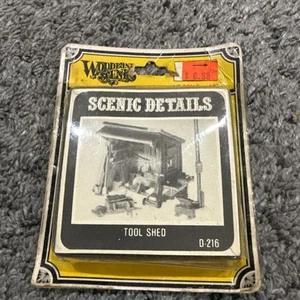 WOODLAND
SCENICS
SCENIC DETAILS
TOOL SHED
D-216